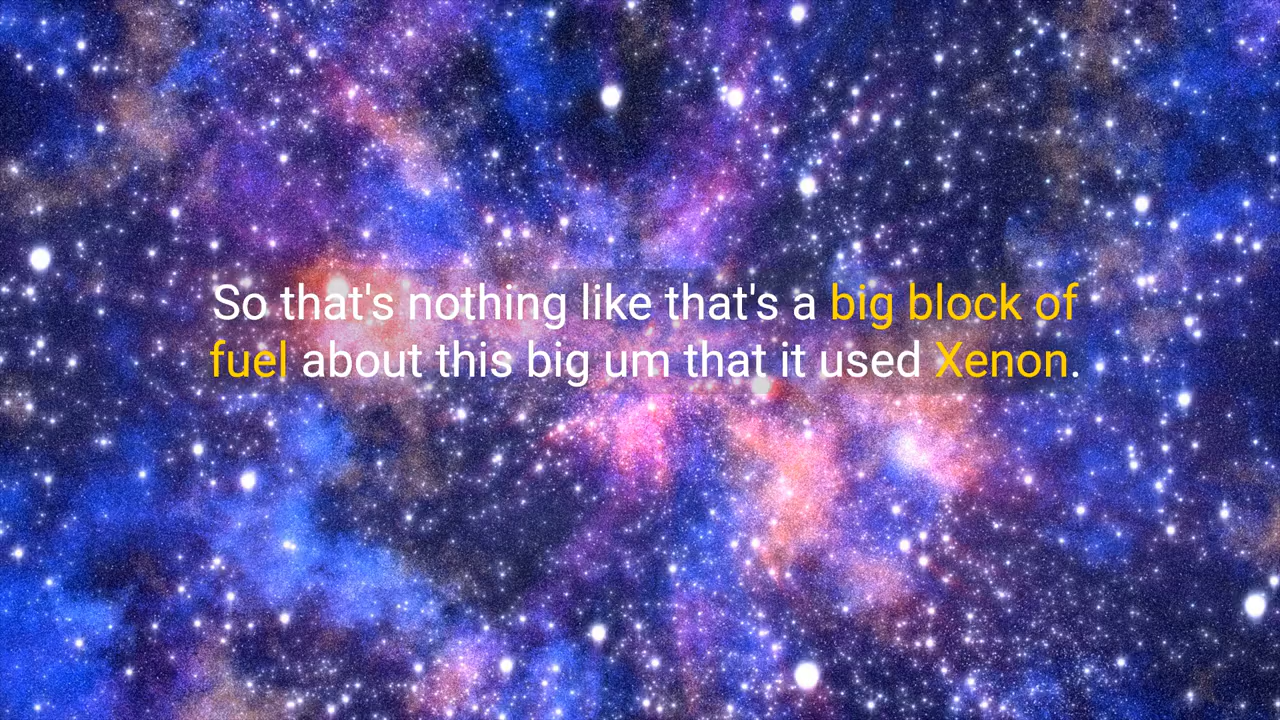 So that's nothing like that's a big block of
fuel about this big um that it used Xenon.